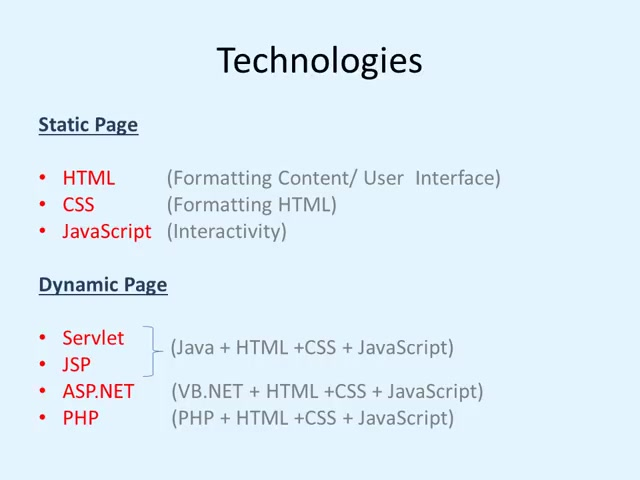 Technologies
Static Page
• HTML (Formatting Content/ User Interface)
• CSS (Formatting HTML)
• JavaScript (Interactivity)
Dynamic Page
• Servlet
(Java + HTML +CSS + JavaScript)
• JSP
• ASP.NET (VB.NET + HTML +CSS + JavaScript)
• PHP (PHP + HTML +CSS + JavaScript)